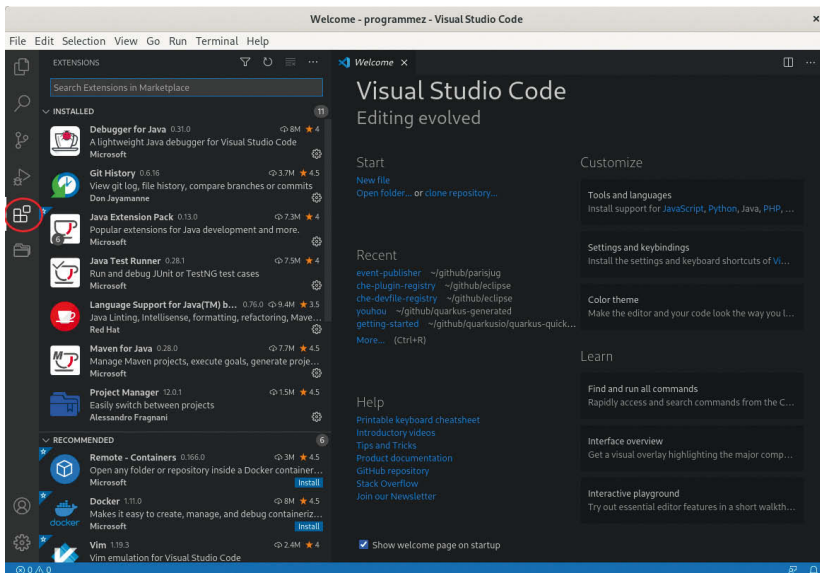 Welcome - programmez - Visual Studio Code
File Edit Selection View Go Run Terminal Help
EXTENSIONS
Search Extensions in Marketplace
INSTALLED 11
Debugger for Java 0.31.0 8M ★ 4
A lightweight Java debugger for Visual Studio Code
Microsoft
Git History 0.6.16 3.7M ★ 4.5
View git log, file history, compare branches or commits
Don Jayamanne
Java Extension Pack 0.13.0 7.3M ★ 4
Popular extensions for Java development and more.
Microsoft
6
Java Test Runner 0.28.1 7.5M ★ 4
Run and debug JUnit or TestNG test cases
Microsoft
Language Support for Java(TM) b... 0.76.0 9.4M ★ 3.5
Java Linting, Intellisense, formatting, refactoring, Mave...
Red Hat
Maven for Java 0.28.0 7.7M ★ 4.5
Manage Maven projects, execute goals, generate proje...
Microsoft
M
Project Manager 12.0.1 1.5M ★ 4.5
Easily switch between projects
Alessandro Fragnani
RECOMMENDED 6
Remote - Containers 0.166.0 3M ★ 4.5
Open any folder or repository inside a Docker container...
Microsoft Install
Docker 1.11.0 8M ★ 4.5
Makes it easy to create, manage, and debug containeriz...
docker
Microsoft Install
Vim 1.19.3 2.4M ★ 4
Vim emulation for Visual Studio Code
Welcome ×
Visual Studio Code
Editing evolved
Start
New file
Open folder... or clone repository...
Recent
event-publisher ~/github/parisjug
che-plugin-registry ~/github/eclipse
che-devfile-registry ~/github/eclipse
youhou ~/github/quarkus-generated
getting-started ~/github/quarkusio/quarkus-quick...
More... (Ctrl+R)
Help
Printable keyboard cheatsheet
Introductory videos
Tips and Tricks
Product documentation
GitHub repository
Stack Overflow
Join our Newsletter
Show welcome page on startup
Customize
Tools and languages
Install support for JavaScript, Python, Java, PHP, ...
Settings and keybindings
Install the settings and keyboard shortcuts of Vi...
Color theme
Make the editor and your code look the way you l...
Learn
Find and run all commands
Rapidly access and search commands from the C...
Interface overview
Get a visual overlay highlighting the major comp...
Interactive playground
Try out essential editor features in a short walkth...
0 0